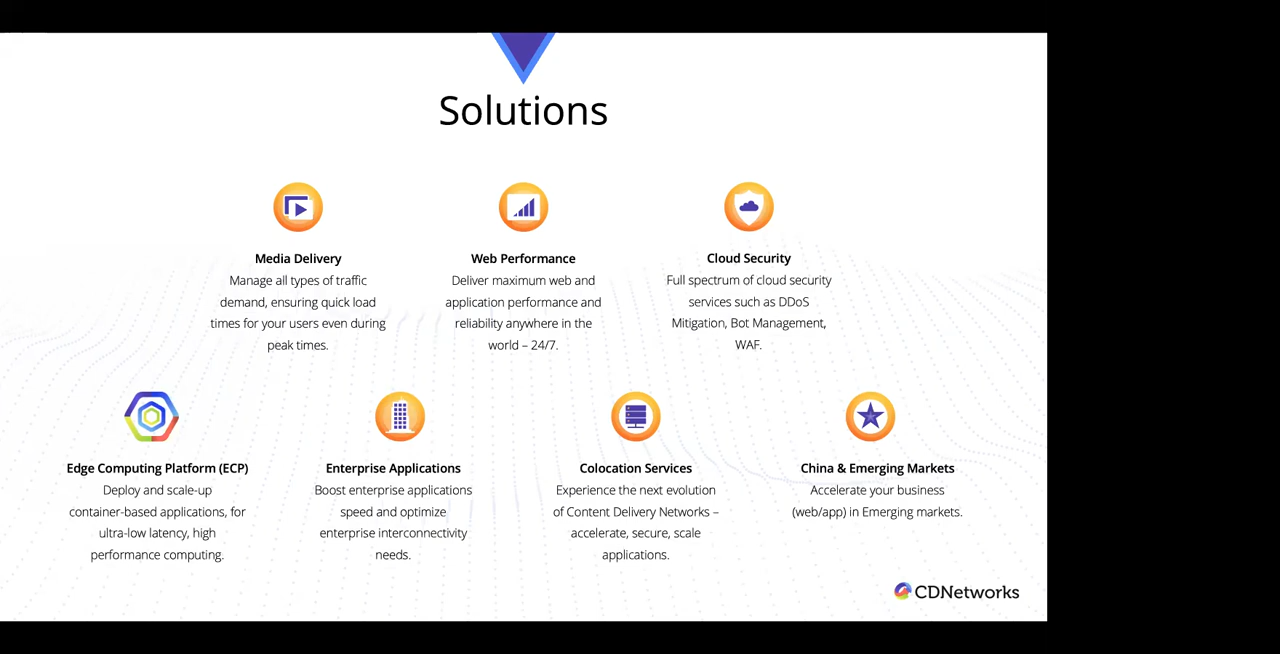 Solutions
Media Delivery
Manage all types of traffic
demand, ensuring quick load
times for your users even during
peak times.
Web Performance
Deliver maximum web and
application performance and
reliability anywhere in the
world – 24/7.
Cloud Security
Full spectrum of cloud security
services such as DDoS
Mitigation, Bot Management,
WAF.
Edge Computing Platform (ECP)
Deploy and scale-up
container-based applications, for
ultra-low latency, high
performance computing.
Enterprise Applications
Boost enterprise applications
speed and optimize
enterprise interconnectivity
needs.
Colocation Services
Experience the next evolution
of Content Delivery Networks –
accelerate, secure, scale
applications.
China & Emerging Markets
Accelerate your business
(web/app) in Emerging markets.
CDNetworks